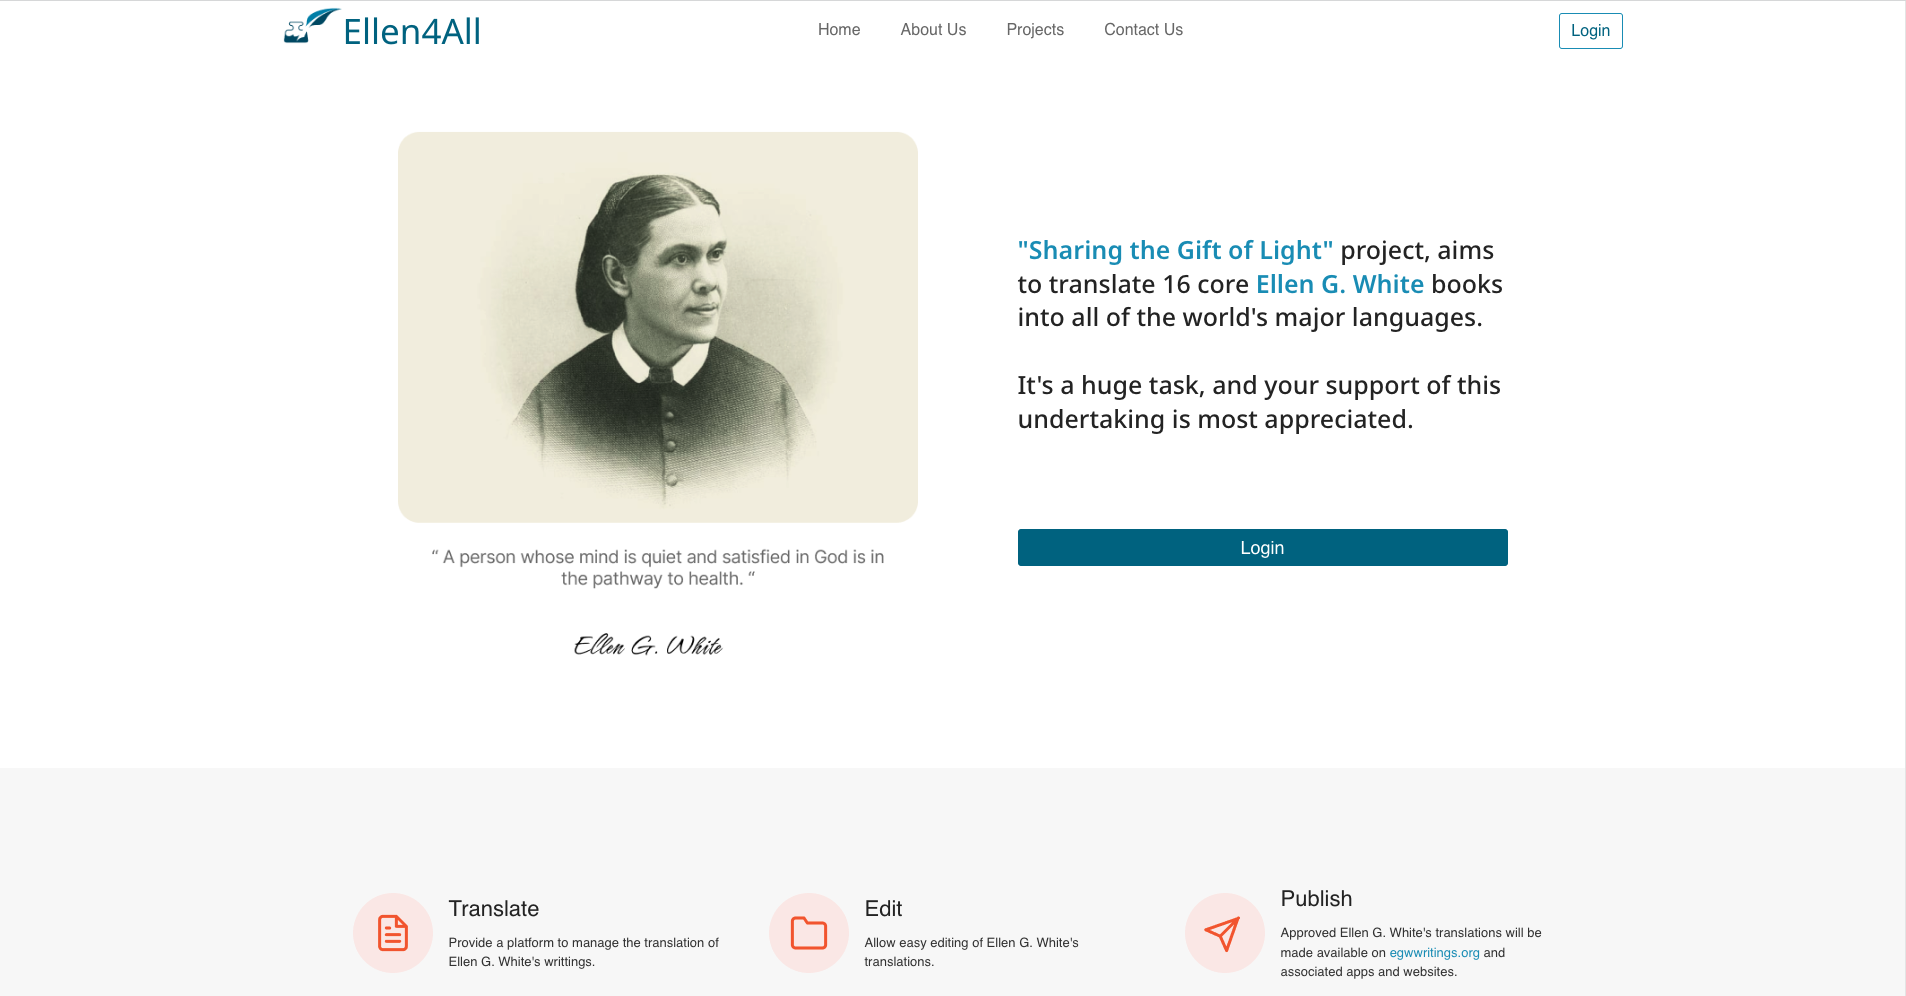 Ellen4All
Home
About Us
Projects
Contact Us
Login
"Sharing the Gift of Light" project, aims
to translate 16 core Ellen G. White books
into all of the world's major languages.
It's a huge task, and your support of this
undertaking is most appreciated.
Login
“ A person whose mind is quiet and satisfied in God is in
the pathway to health. “
Ellen G. White
Translate
Provide a platform to manage the translation of
Ellen G. White's writtings.
Edit
Allow easy editing of Ellen G. White's
translations.
Publish
Approved Ellen G. White's translations will be
made available on egwwritings.org and
associated apps and websites.